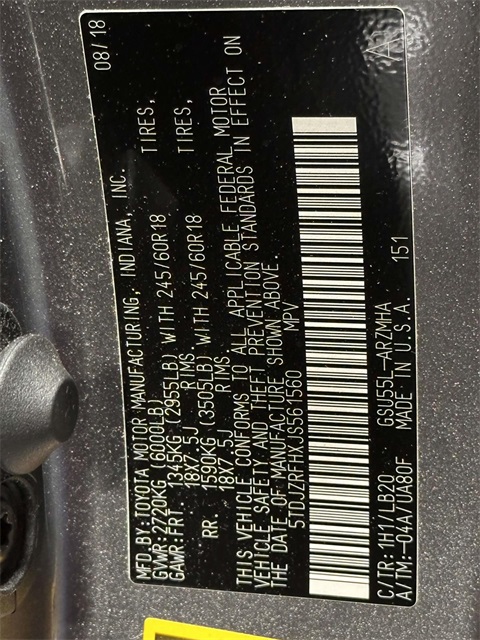 MFD.BY:TOYOTA MOTOR MANUFACTURING, INDIANA, INC. 08/18
GVWR:2720KG (6000LB)
GAWR:FRT 1345KG (2955LB) WITH 245/60R18 TIRES,
18X7.5J RIMS,
RR 1590KG (3505LB) WITH 245/60R18 TIRES,
18X7.5J RIMS
THIS VEHICLE CONFORMS TO ALL APPLICABLE FEDERAL MOTOR
VEHICLE SAFETY, AND THEFT PREVENTION STANDARDS IN EFFECT ON
THE DATE OF MANUFACTURE SHOWN ABOVE.
5TDJZRFHXJS561560 MPV
C/TR:1H1/LB20 GSU55L-ARZMHA 151
A/TM:-04A/UA80F MADE IN U.S.A.